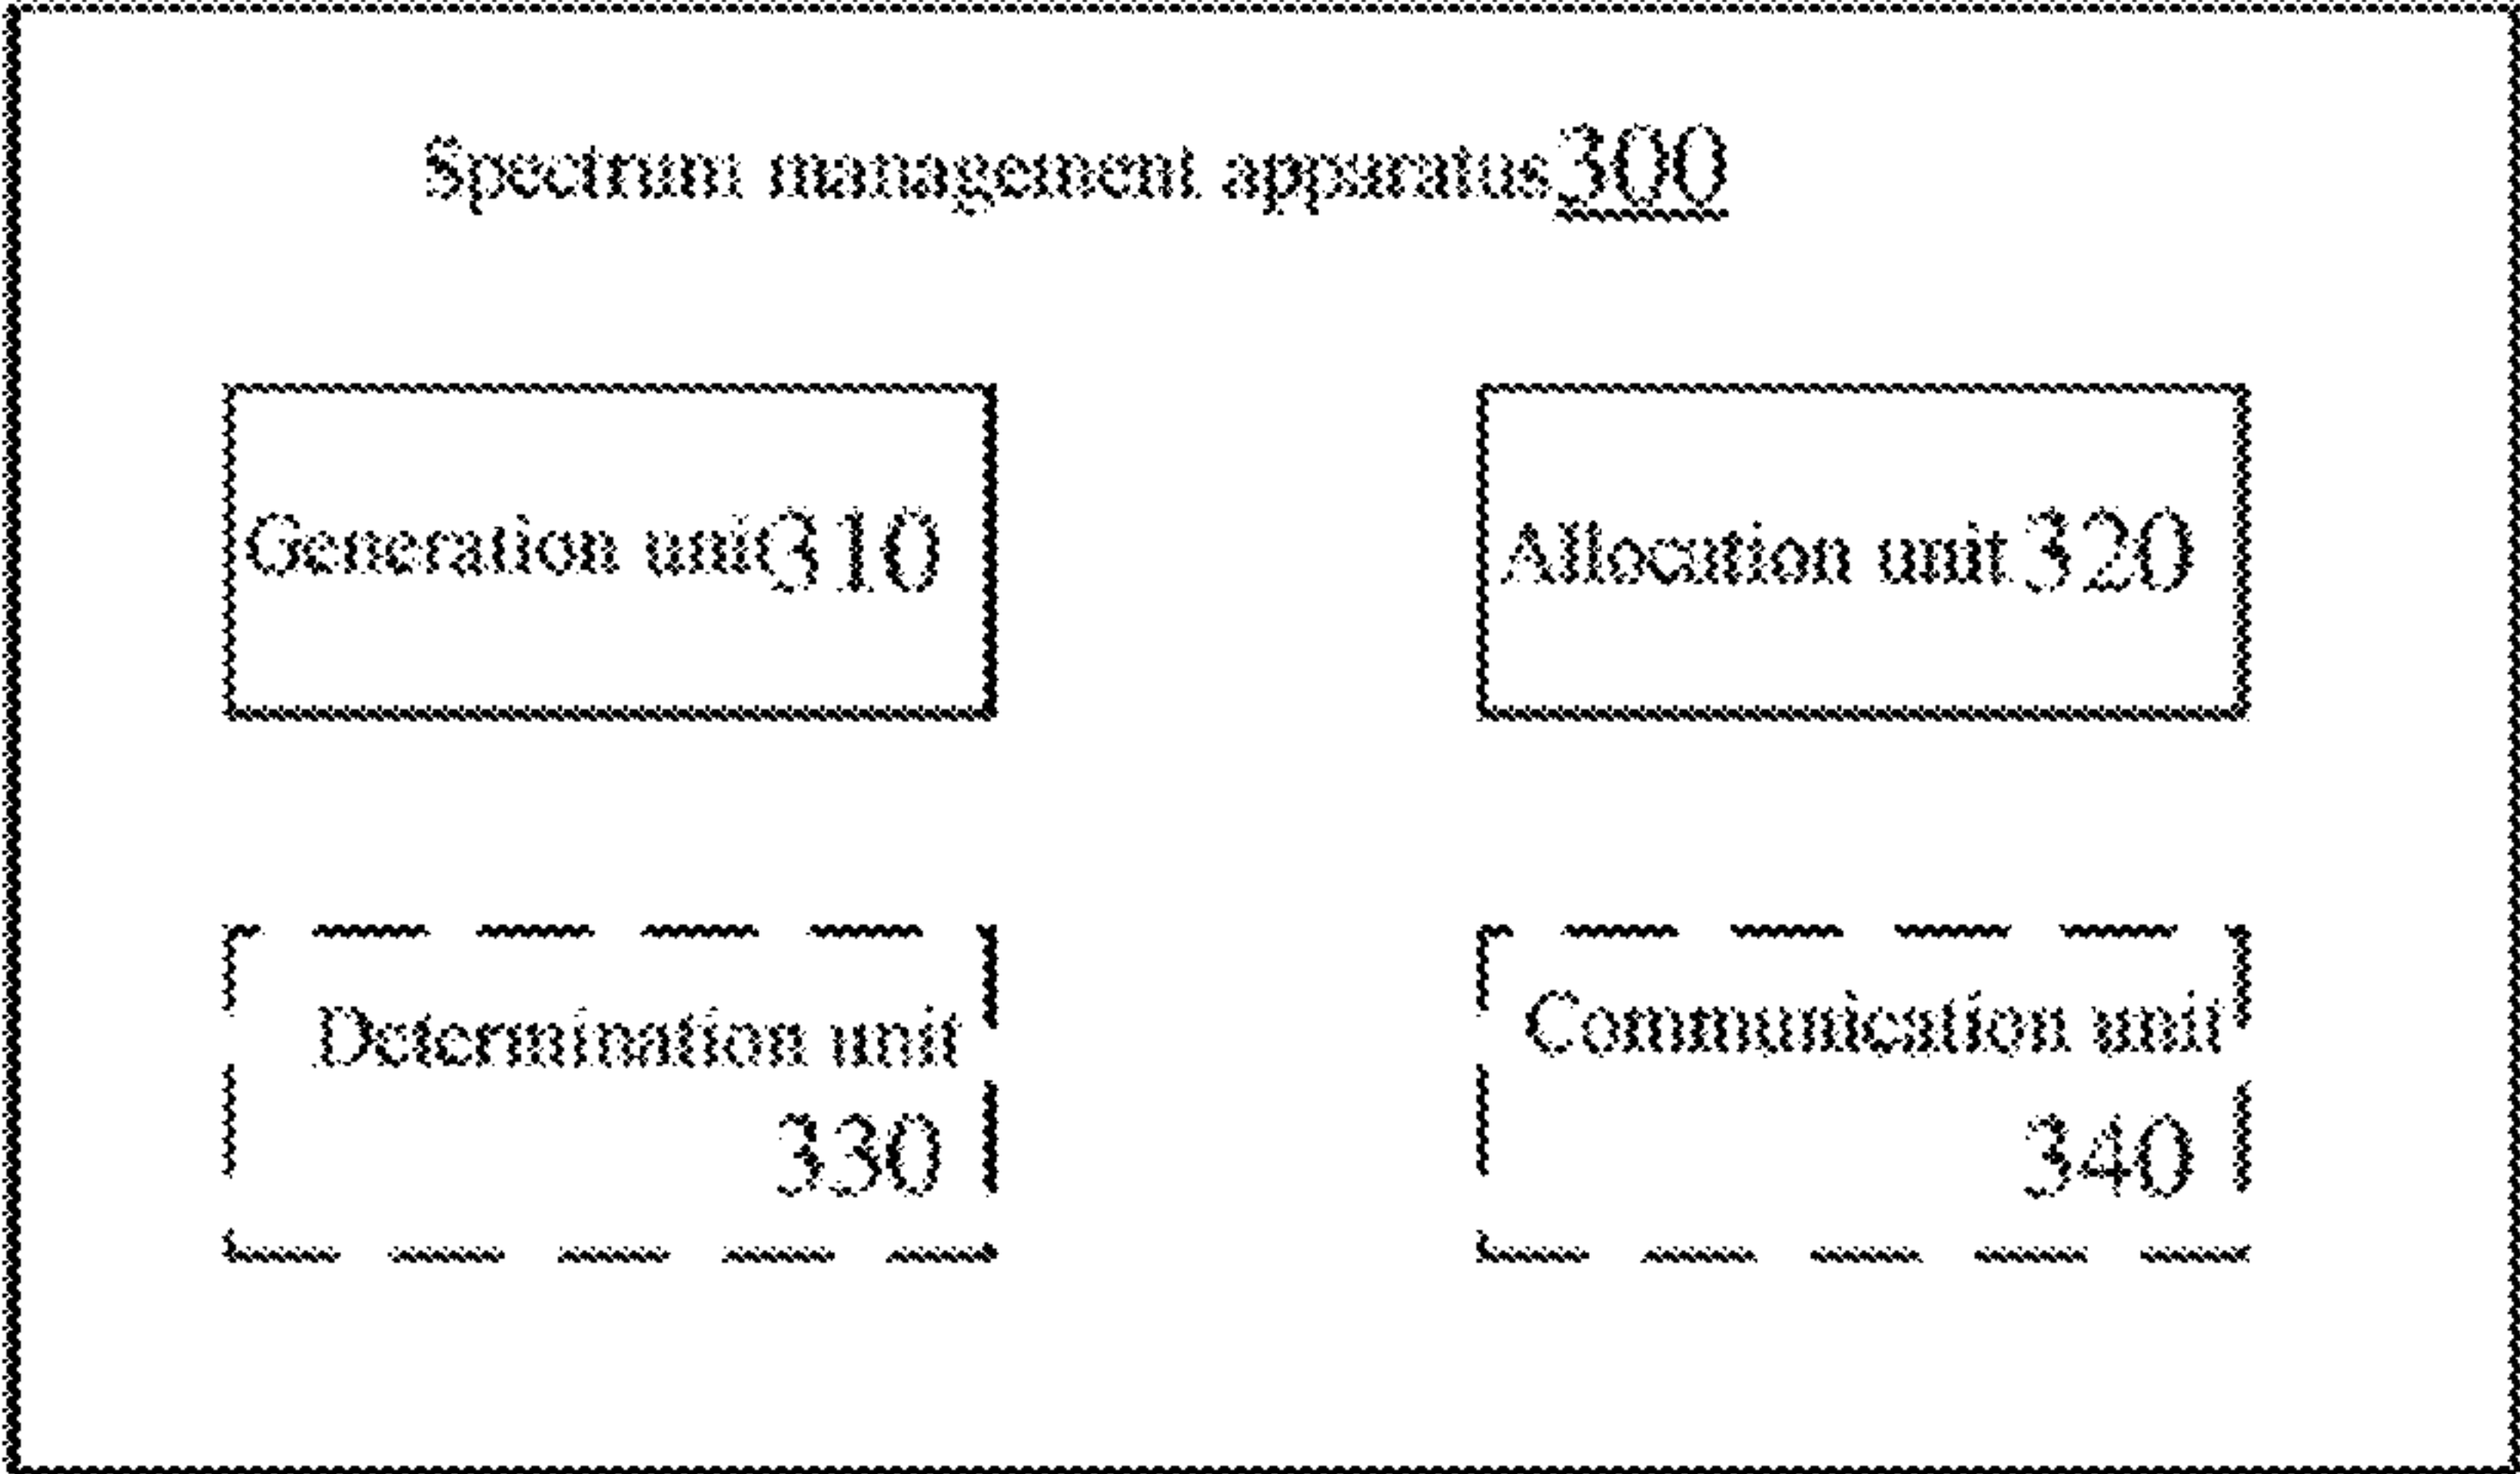 Spectrum management apparatus300
Generation unit310
Allocation unit 320
Determination unit
330
Communication unit
340